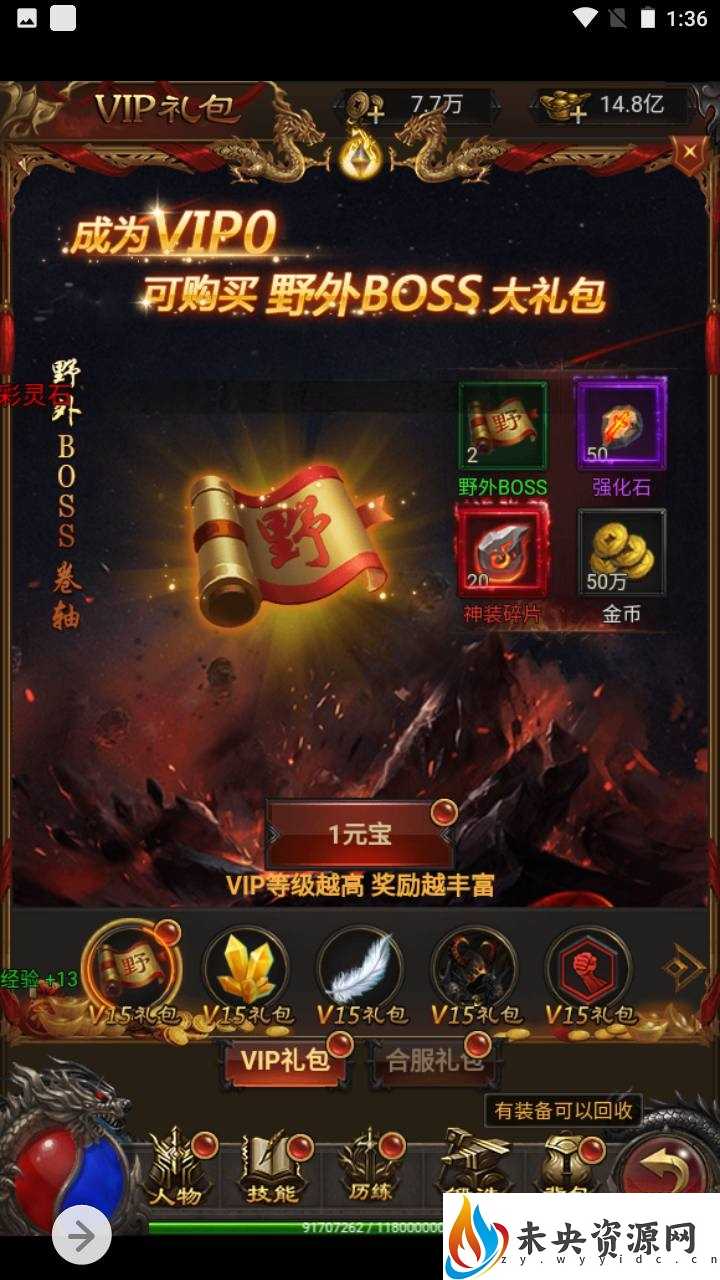 1:36
VIP礼包
7.7万
14.8亿
成为VIP0
可购买 野外BOSS 大礼包
野外BOSS卷轴
彩灵石
野
野
2
50
野外BOSS
强化石
20
50万
神装碎片
金币
1元宝
VIP等级越高 奖励越丰富
野
经验 +13
V15礼包
V15礼包
V15礼包
V15礼包
V15礼包
VIP礼包
合服礼包
有装备可以回收
人物
技能
历练
91707262 / 118000000
未央资源网
zy.wyyidc.cn